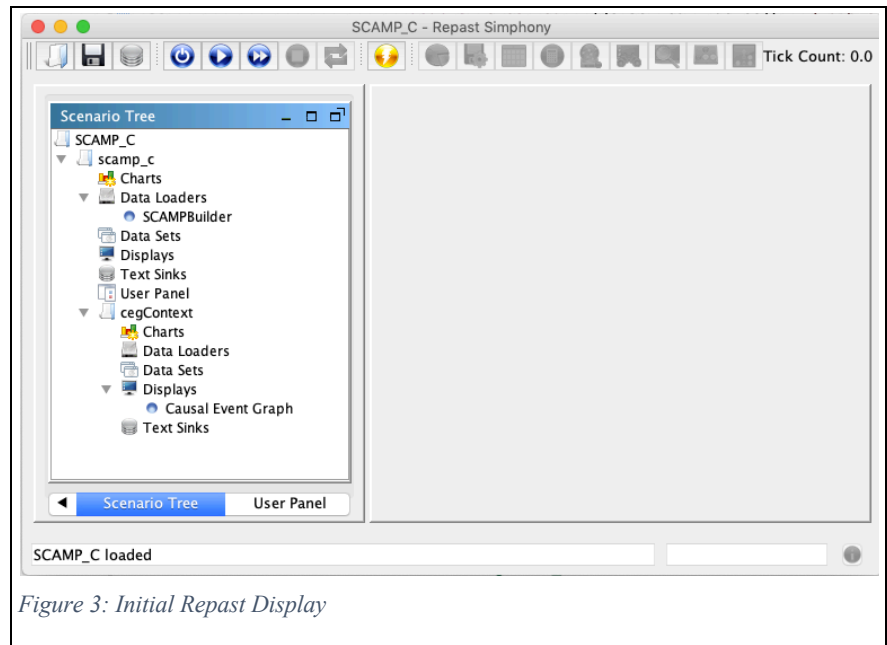 SCAMP_C - Repast Simphony
Tick Count: 0.0
Scenario Tree
SCAMP_C
scamp_c
Charts
Data Loaders
SCAMPBuilder
Data Sets
Displays
Text Sinks
User Panel
cegContext
Charts
Data Loaders
Data Sets
Displays
Causal Event Graph
Text Sinks
Scenario Tree User Panel
SCAMP_C loaded
Figure 3: Initial Repast Display